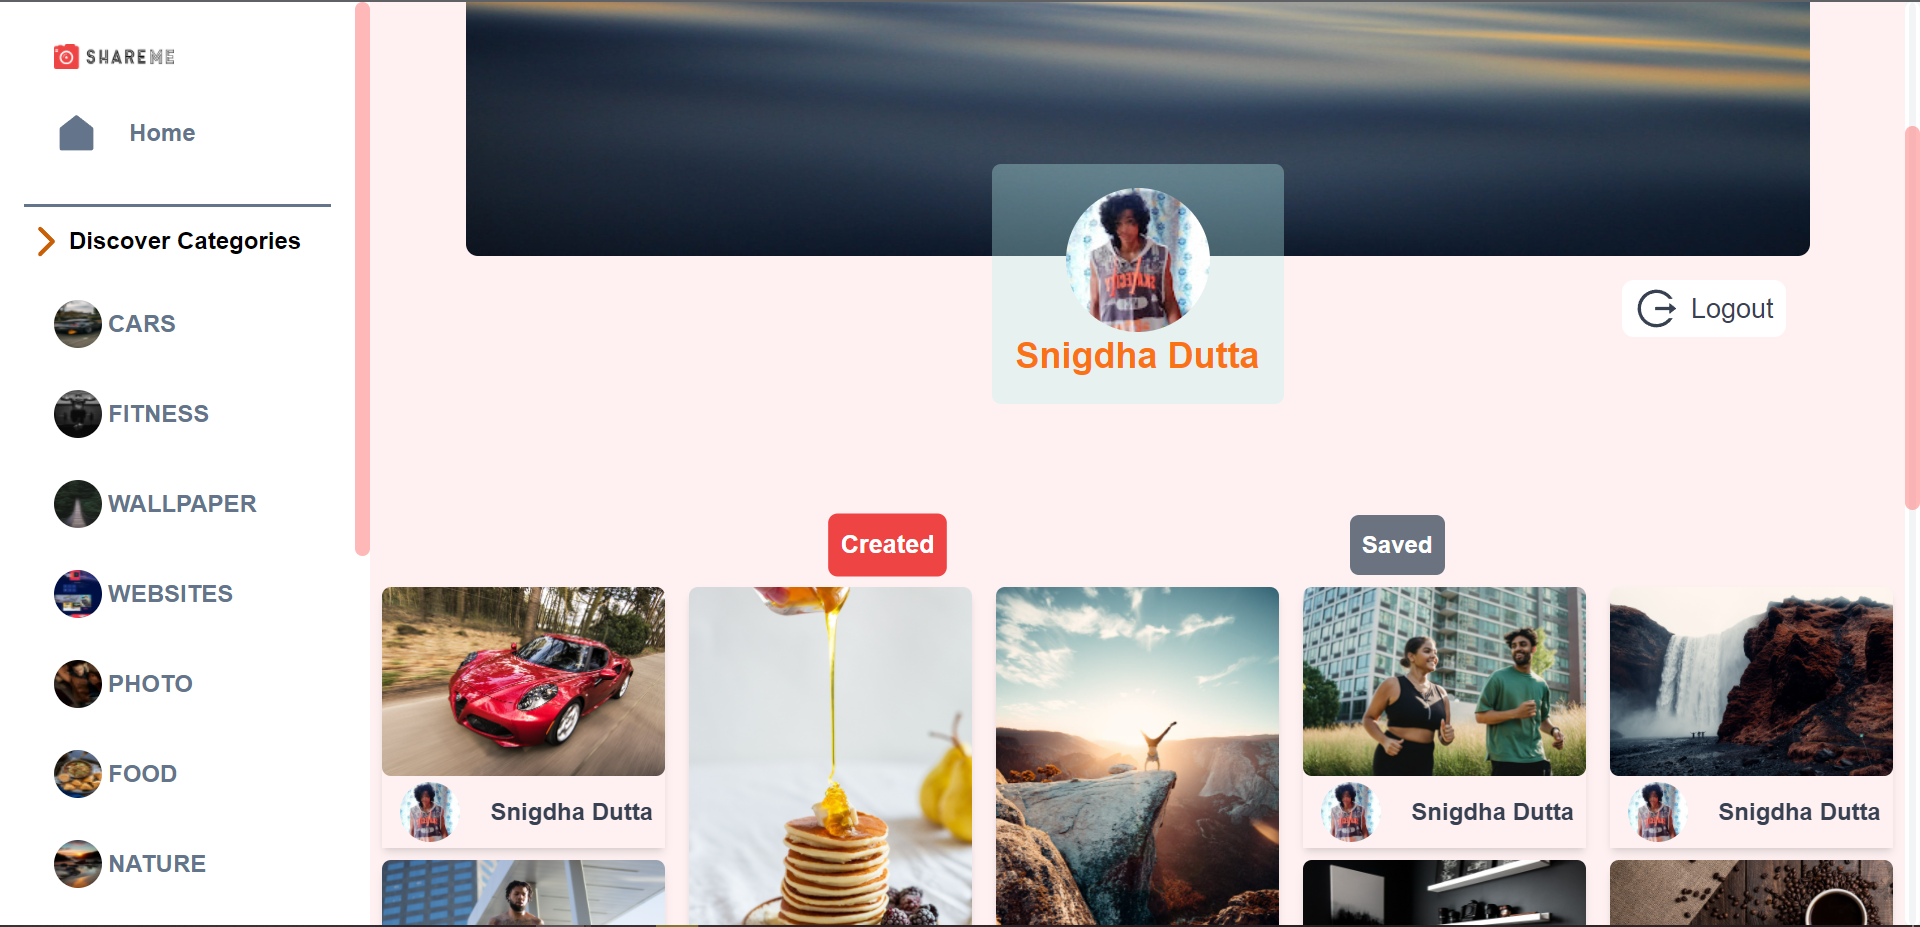 SHAREME
Home
Discover Categories
CARS
FITNESS
WALLPAPER
WEBSITES
PHOTO
FOOD
NATURE
Snigdha Dutta
Logout
Created
Saved
Snigdha Dutta
Snigdha Dutta
Snigdha Dutta